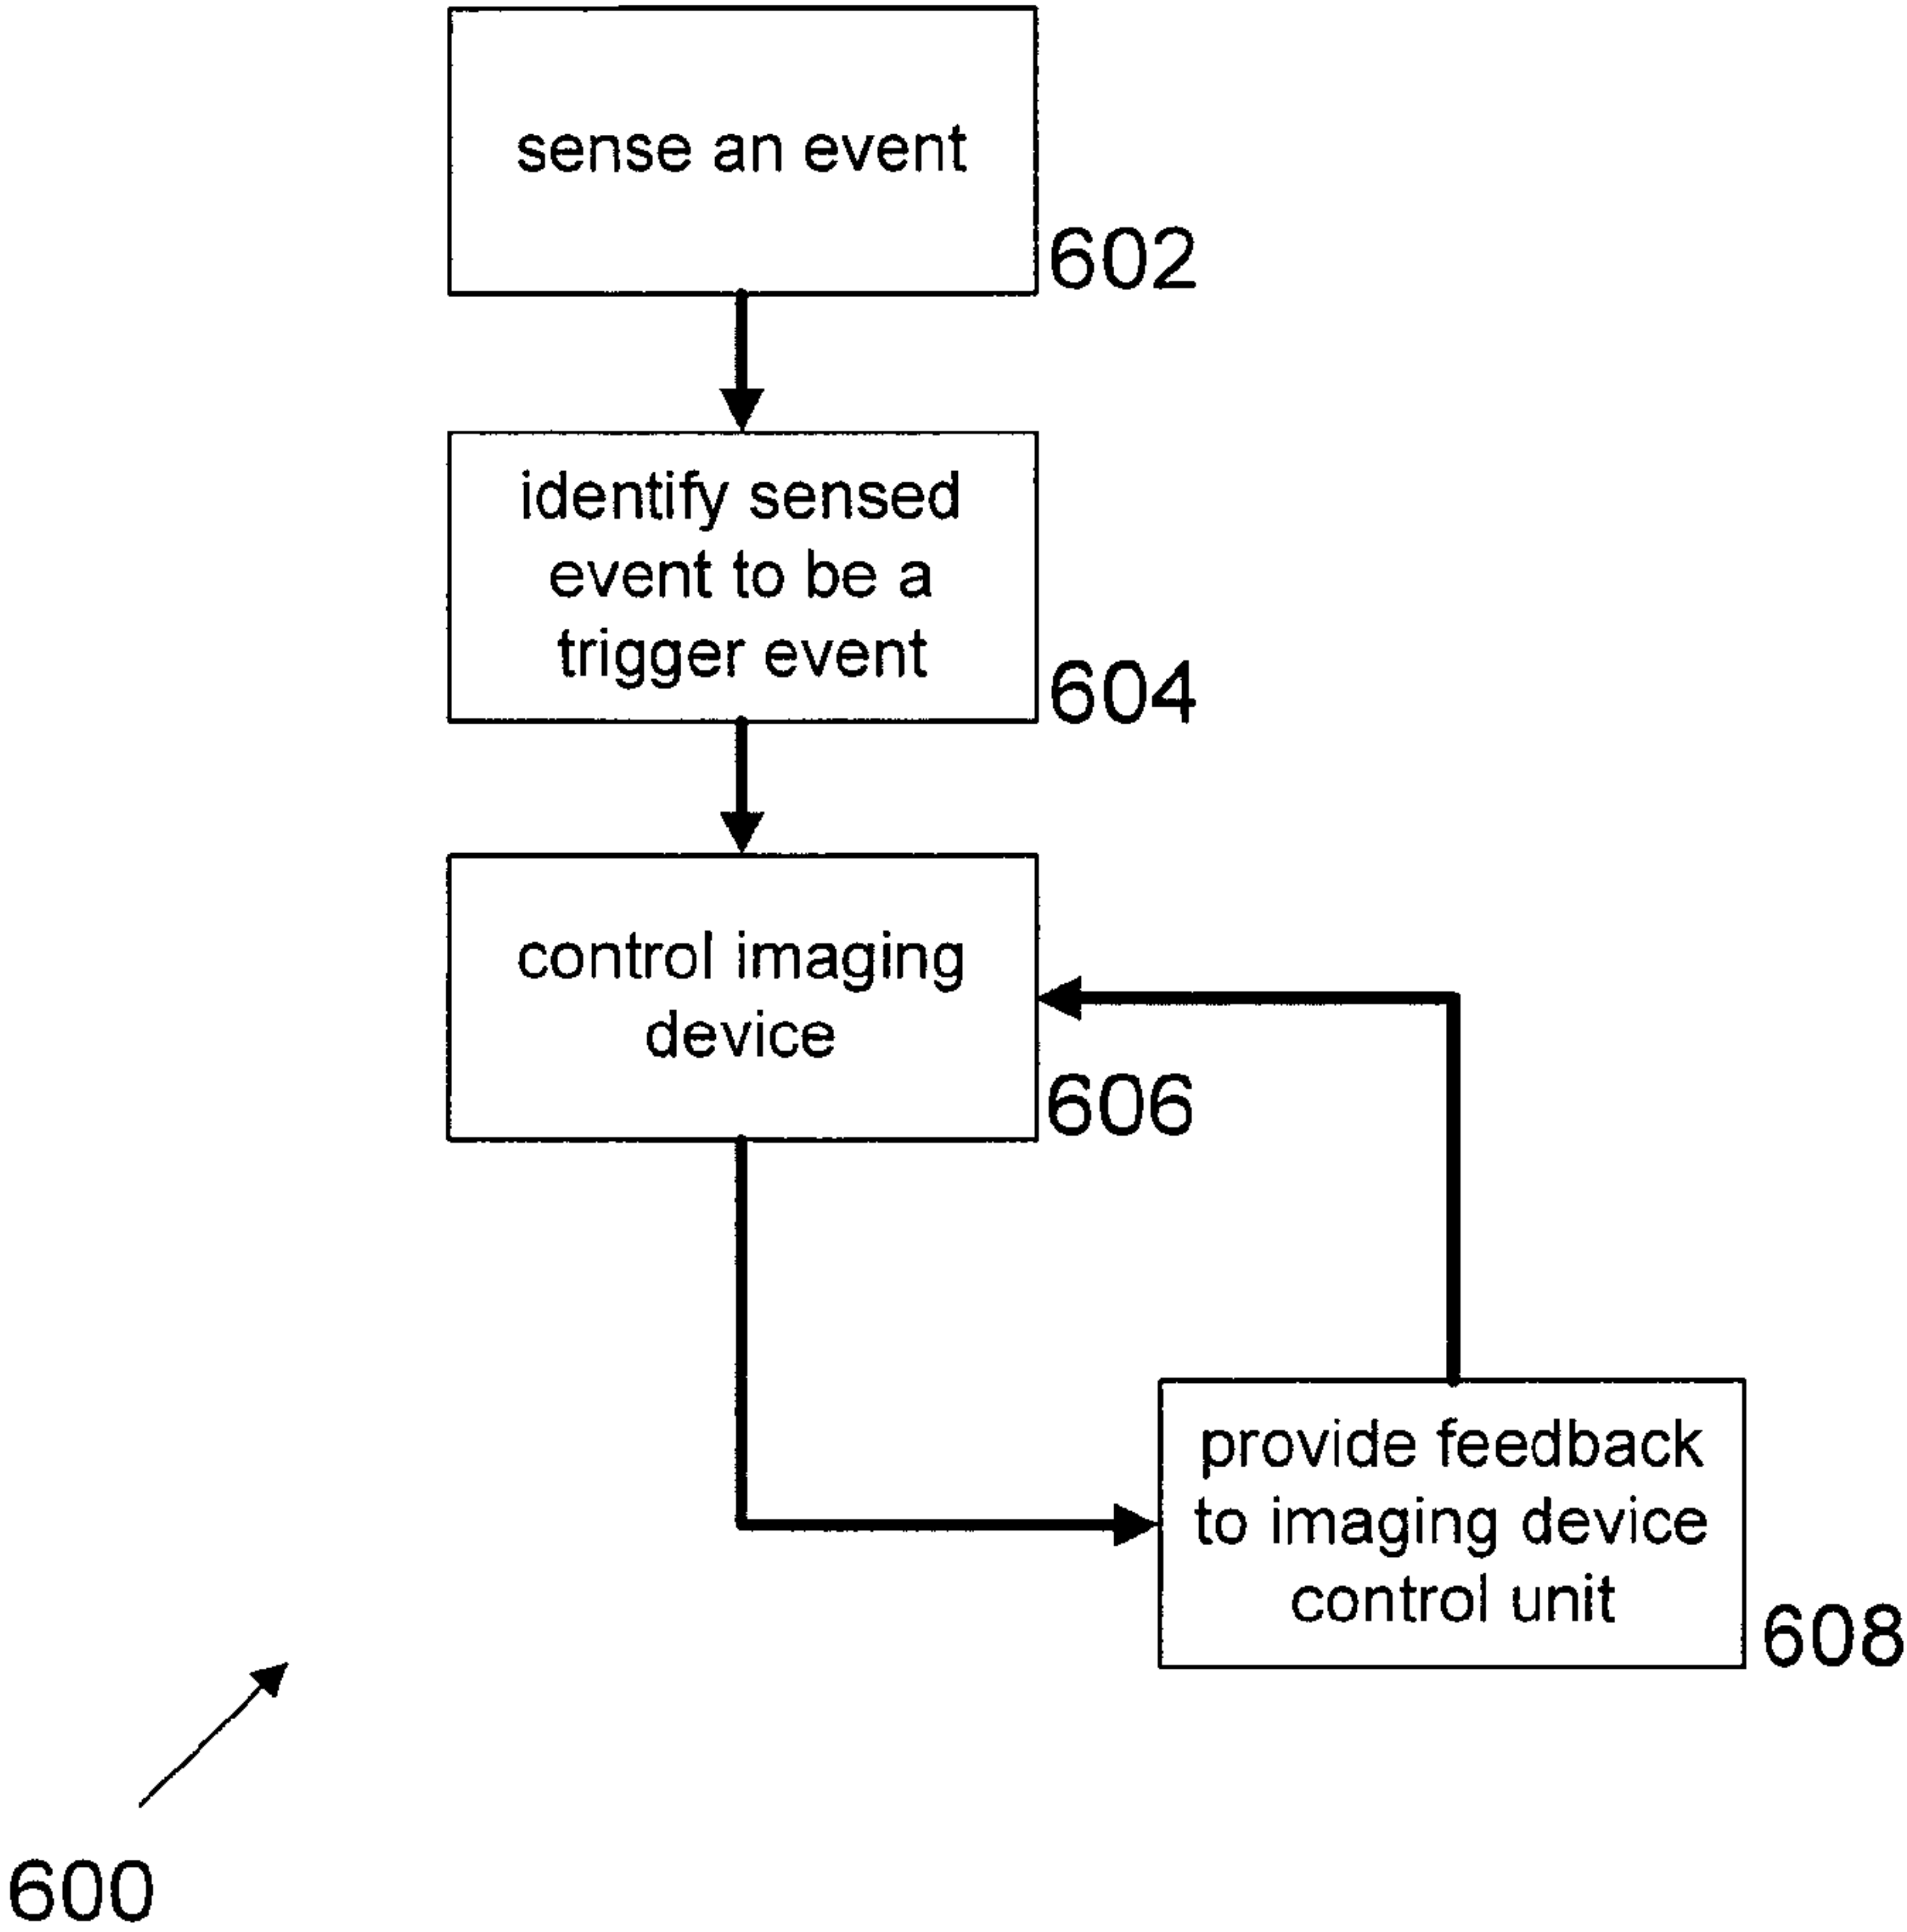 sense an event
602
identify sensed
event to be a
trigger event
604
control imaging
device
606
provide feedback
to imaging device
control unit
608
600